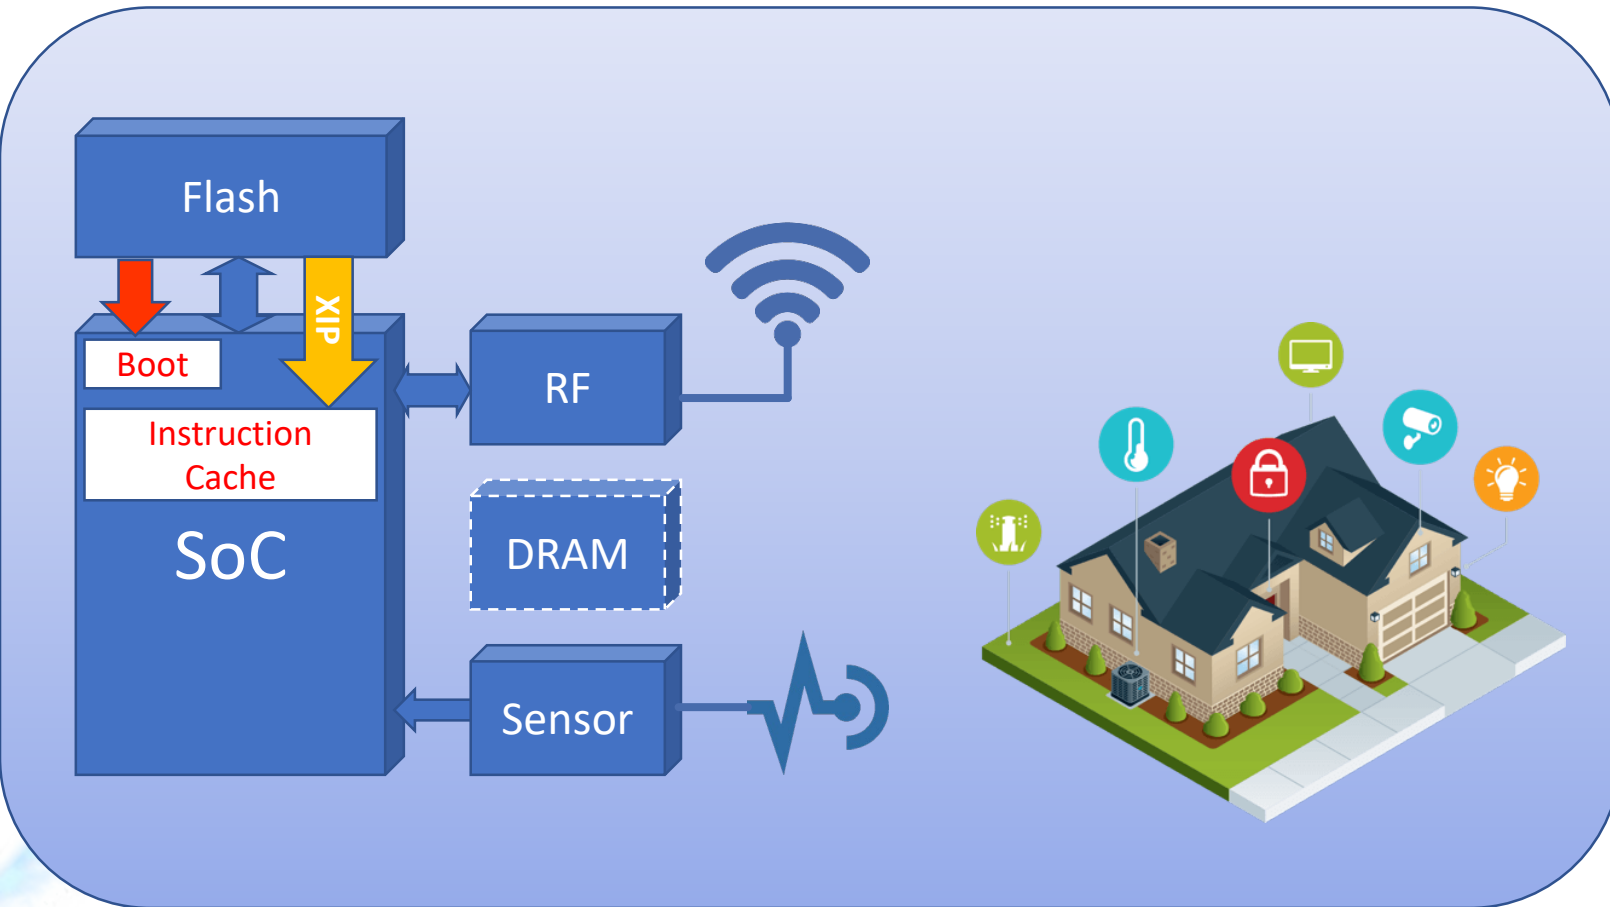 Flash
XIP
Boot
RF
Instruction
Cache
SoC
DRAM
Sensor